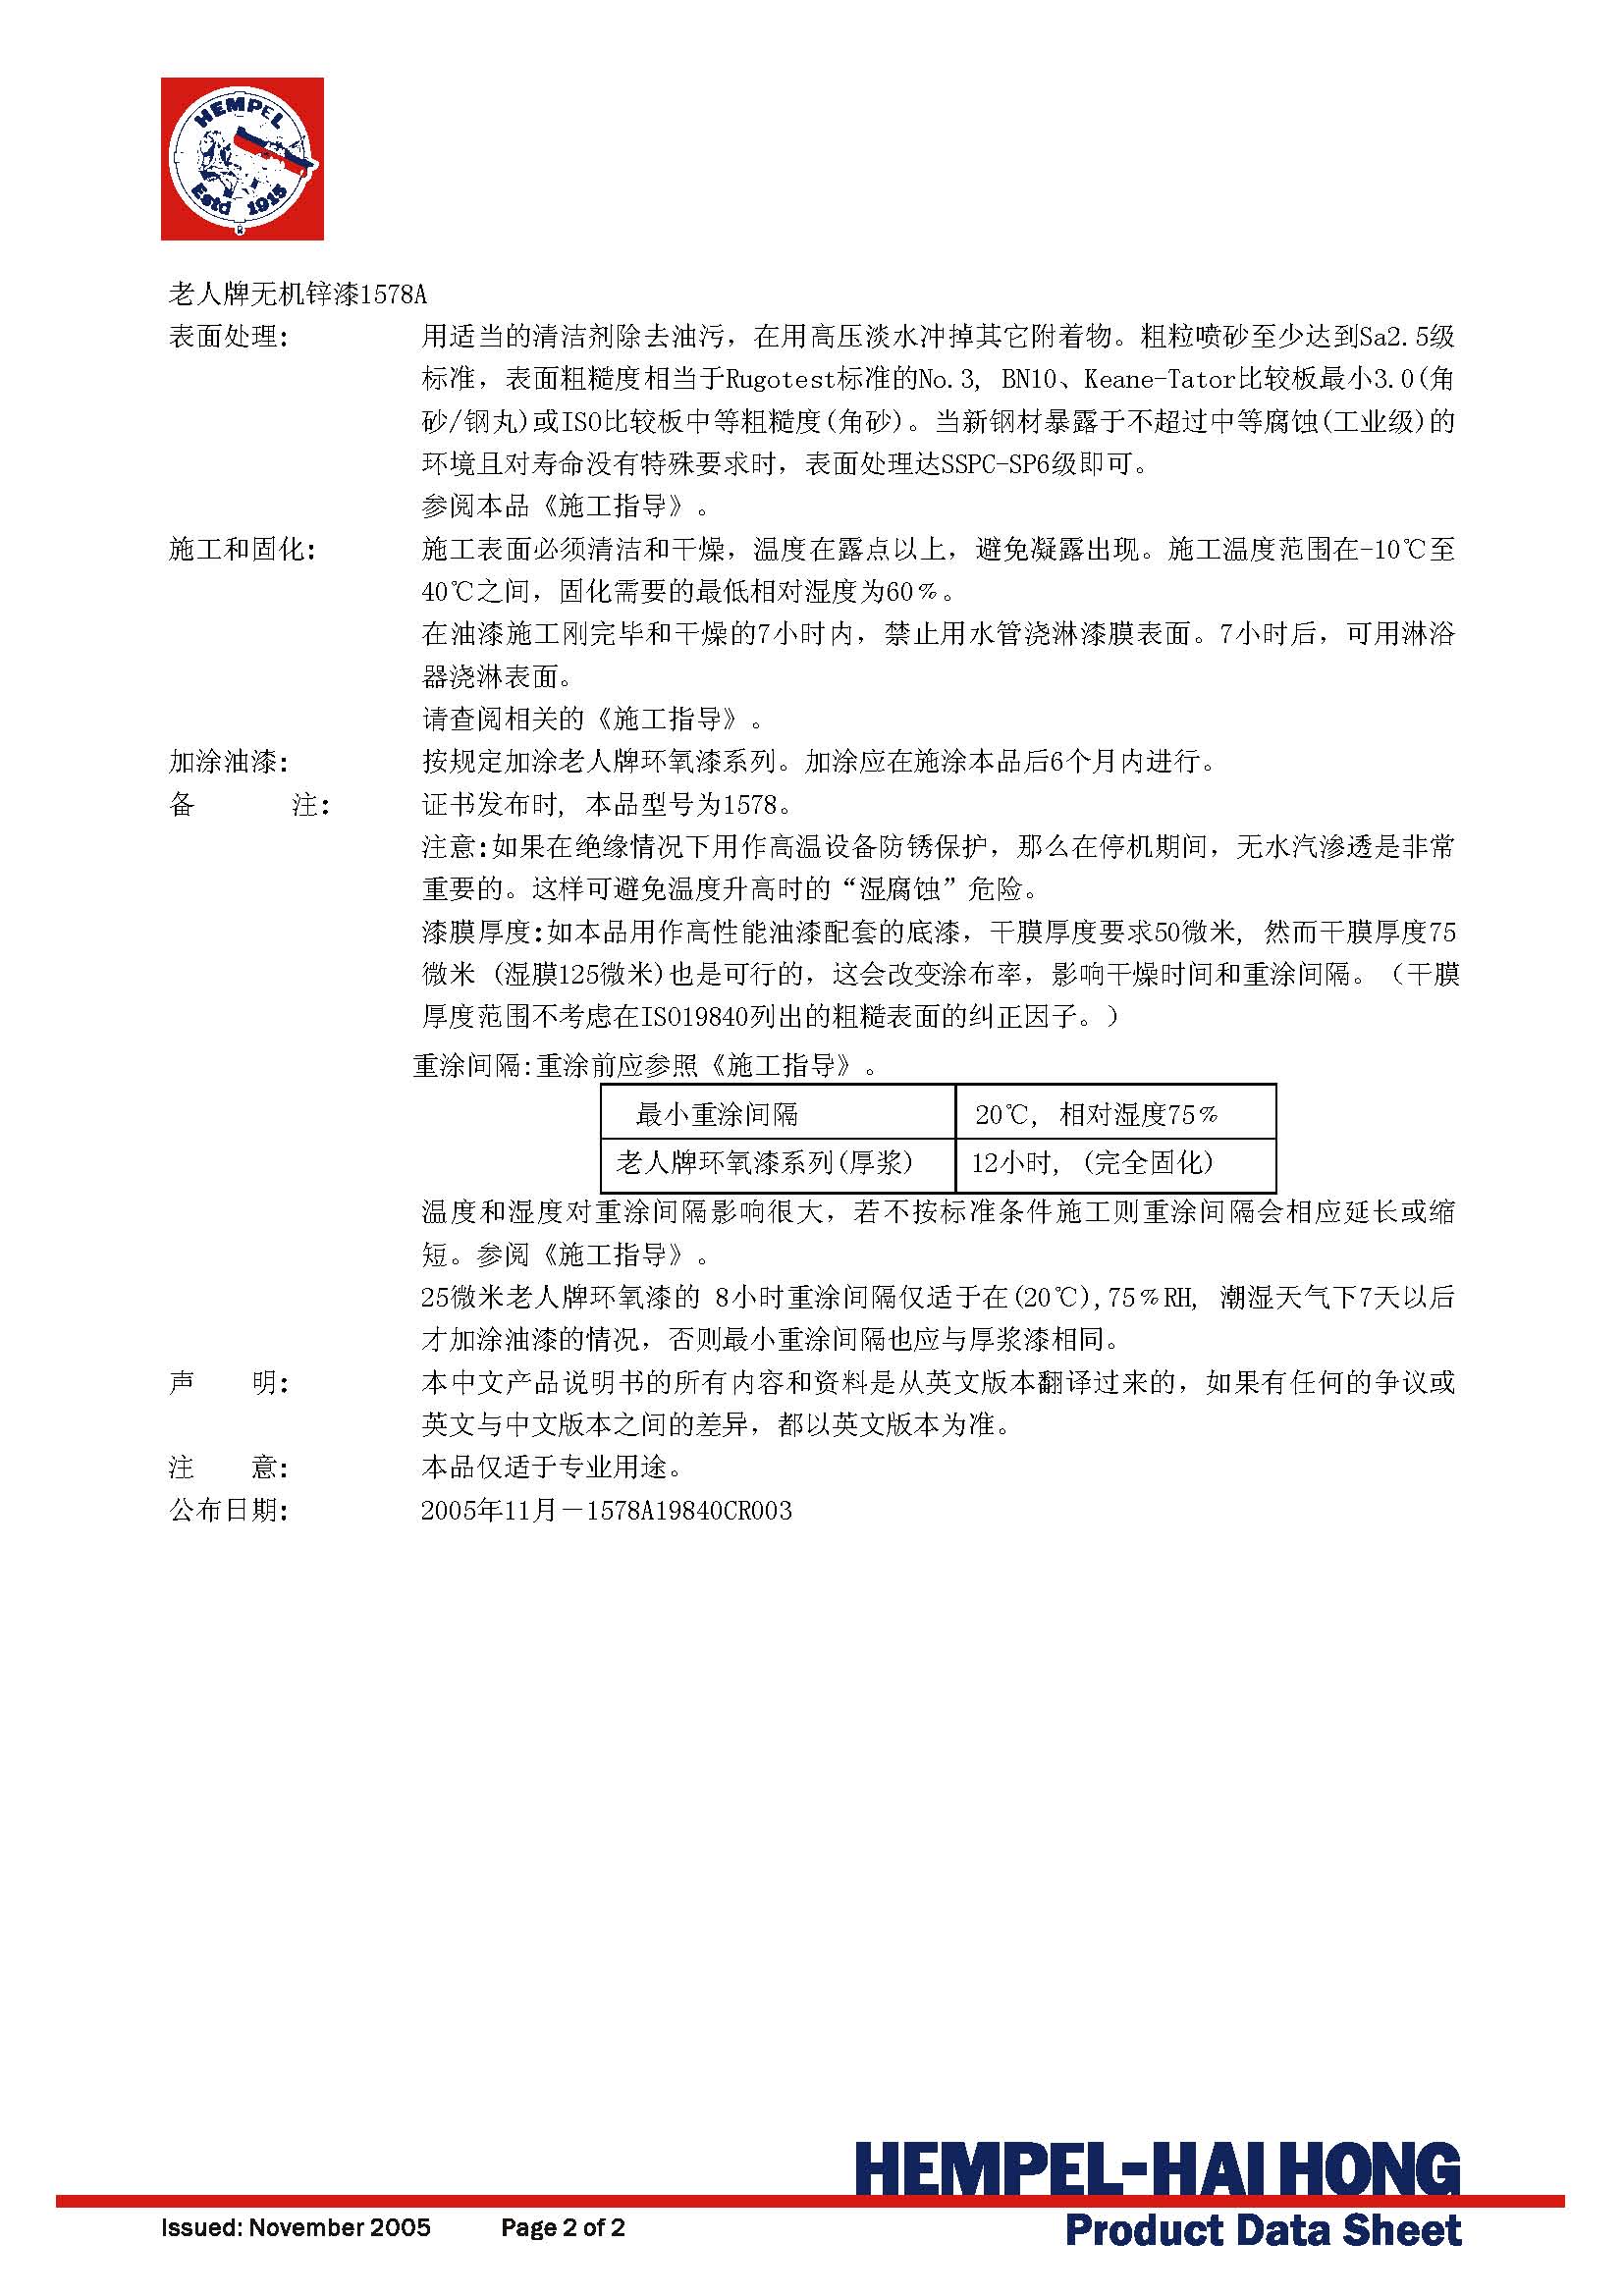 HEMPEL
Estd 1915
R
老人牌无机锌漆1578A
表面处理: 用适当的清洁剂除去油污，在用高压淡水冲掉其它附着物。粗粒喷砂至少达到Sa2.5级
标准，表面粗糙度相当于Rugotest标准的No.3, BN10、Keane-Tator比较板最小3.0(角
砂/钢丸)或ISO比较板中等粗糙度(角砂)。当新钢材暴露于不超过中等腐蚀(工业级)的
环境且对寿命没有特殊要求时，表面处理达SSPC-SP6级即可。
参阅本品《施工指导》。
施工和固化: 施工表面必须清洁和干燥，温度在露点以上，避免凝露出现。施工温度范围在-10℃至
40℃之间，固化需要的最低相对湿度为60%。
在油漆施工刚完毕和干燥的7小时内，禁止用水管浇淋漆膜表面。7小时后，可用淋浴
器浇淋表面。
请查阅相关的《施工指导》。
加涂油漆: 按规定加涂老人牌环氧漆系列。加涂应在施涂本品后6个月内进行。
备 注: 证书发布时, 本品型号为1578。
注意:如果在绝缘情况下用作高温设备防锈保护，那么在停机期间，无水汽渗透是非常
重要的。这样可避免温度升高时的“湿腐蚀”危险。
漆膜厚度:如本品用作高性能油漆配套的底漆，干膜厚度要求50微米, 然而干膜厚度75
微米 (湿膜125微米)也是可行的，这会改变涂布率，影响干燥时间和重涂间隔。（干膜
厚度范围不考虑在ISO19840列出的粗糙表面的纠正因子。）
重涂间隔:重涂前应参照《施工指导》。
最小重涂间隔 20℃, 相对湿度75%
老人牌环氧漆系列(厚浆) 12小时, (完全固化)
温度和湿度对重涂间隔影响很大，若不按标准条件施工则重涂间隔会相应延长或缩
短。参阅《施工指导》。
25微米老人牌环氧漆的 8小时重涂间隔仅适于在(20℃),75%RH, 潮湿天气下7天以后
才加涂油漆的情况，否则最小重涂间隔也应与厚浆漆相同。
声 明: 本中文产品说明书的所有内容和资料是从英文版本翻译过来的，如果有任何的争议或
英文与中文版本之间的差异，都以英文版本为准。
注 意: 本品仅适于专业用途。
公布日期: 2005年11月－1578A19840CR003
HEMPEL-HAI HONG
Issued: November 2005 Page 2 of 2 Product Data Sheet